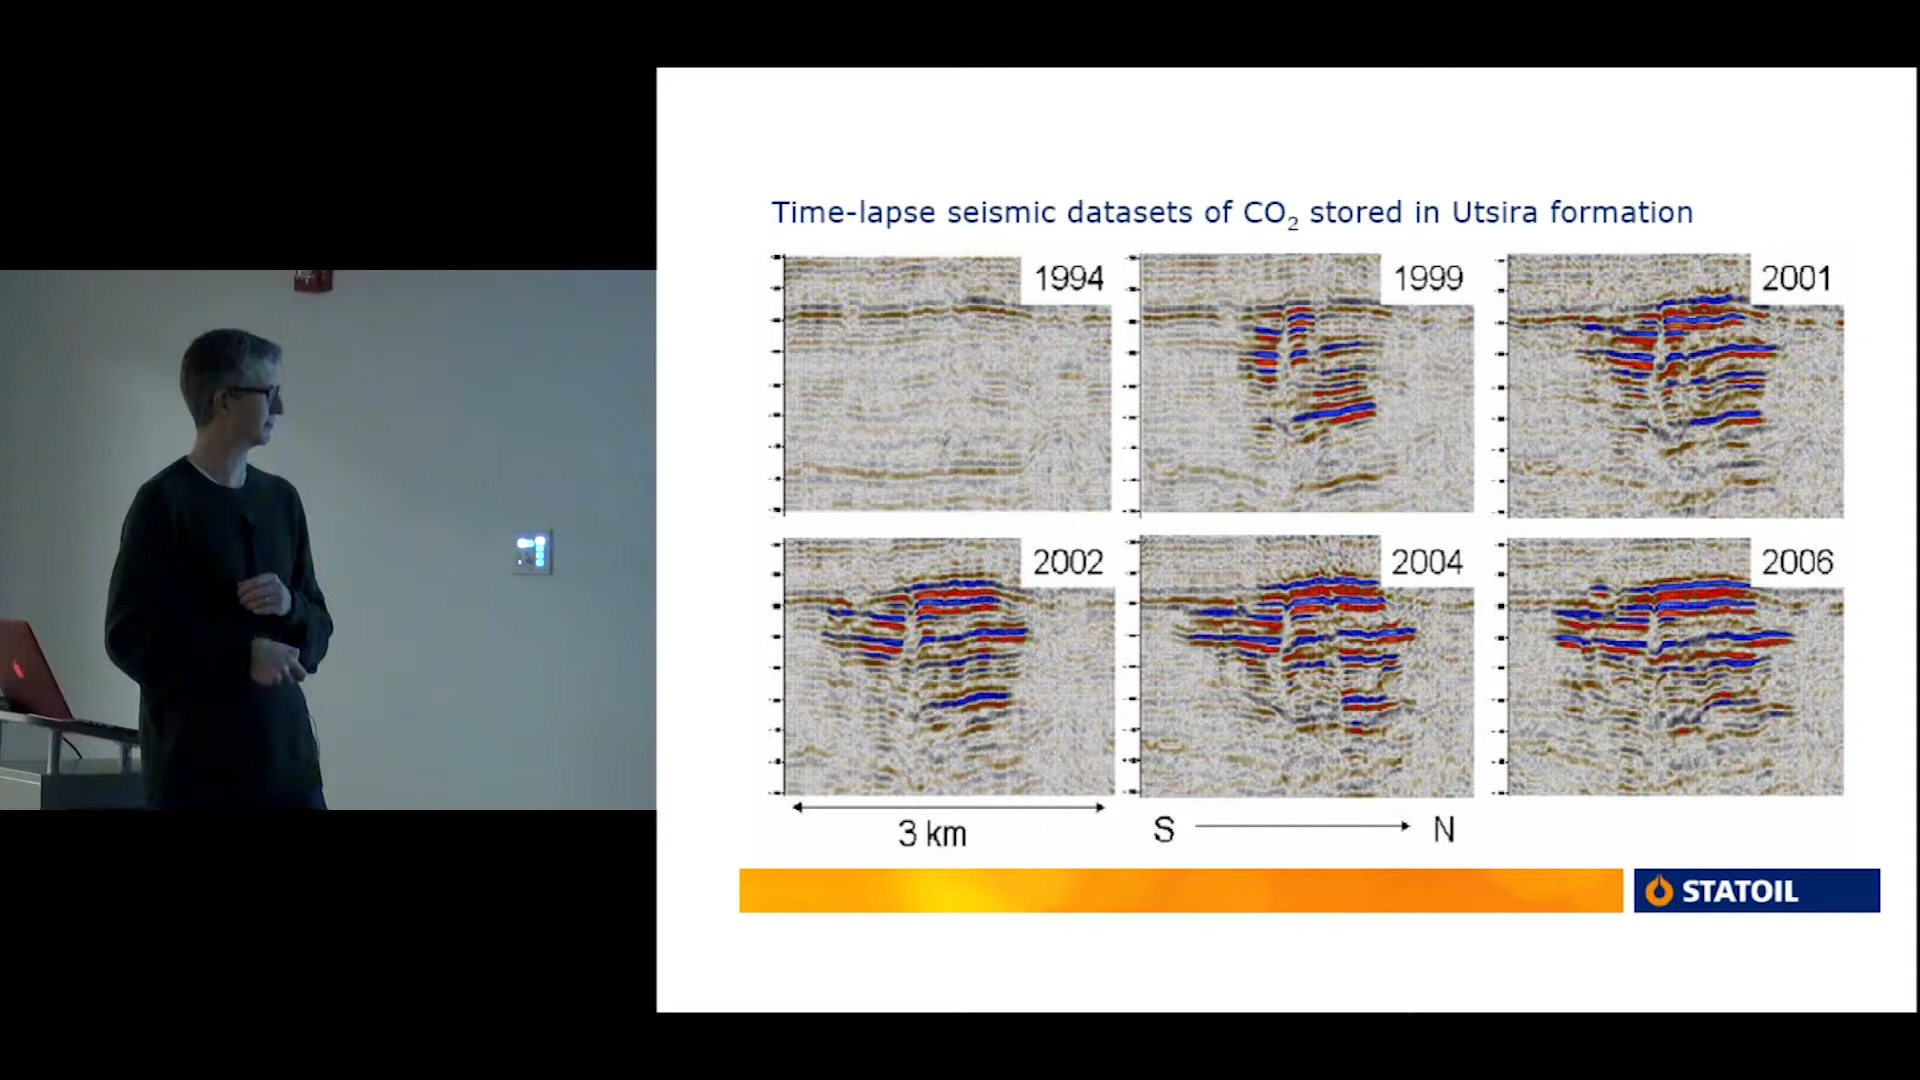 Time-lapse seismic datasets of CO₂ stored in Utsira formation
1994
1999
2001
2002
2004
2006
3 km
S
N
STATOIL